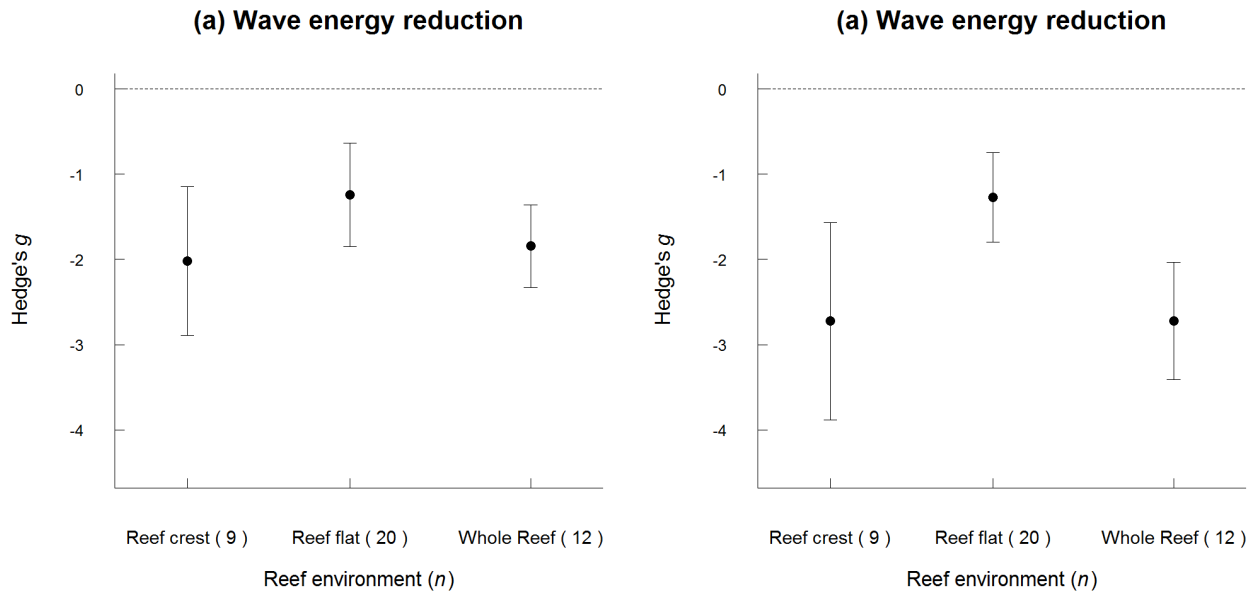 (a) Wave energy reduction
0
-1
-2
-3
-4
Hedge's g
Reef crest ( 9 ) Reef flat ( 20 ) Whole Reef ( 12 )
Reef environment (n)
(a) Wave energy reduction
0
-1
-2
-3
-4
Hedge's g
Reef crest ( 9 ) Reef flat ( 20 ) Whole Reef ( 12 )
Reef environment (n)